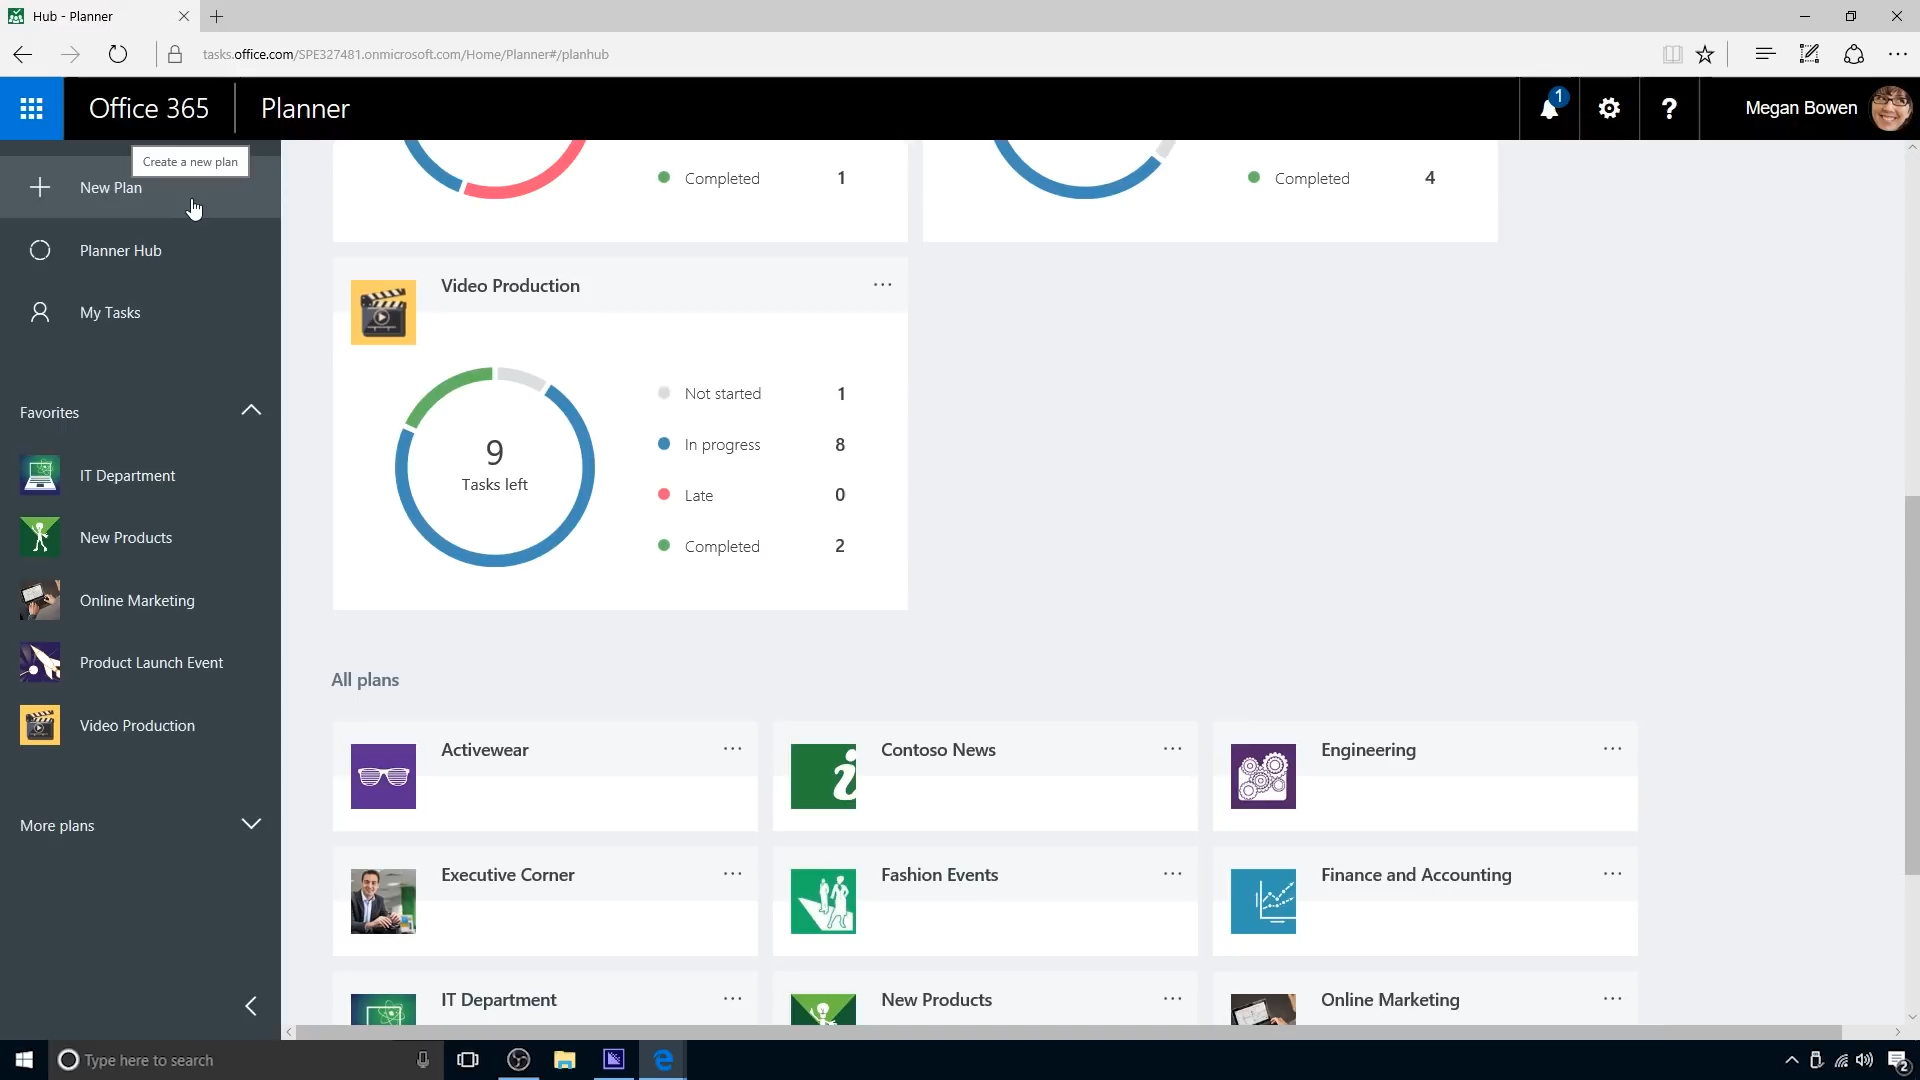 Hub - Planner
tasks.office.com/SPE327481.onmicrosoft.com/Home/Planner#/planhub
Office 365
Planner
1
?
Megan Bowen
Create a new plan
New Plan
Planner Hub
My Tasks
Favorites
IT Department
New Products
Online Marketing
Product Launch Event
Video Production
More plans
Completed 1
Completed 4
Video Production
9
Tasks left
Not started 1
In progress 8
Late 0
Completed 2
All plans
Activewear
Contoso News
Engineering
Executive Corner
Fashion Events
Finance and Accounting
IT Department
New Products
Online Marketing
Type here to search
2